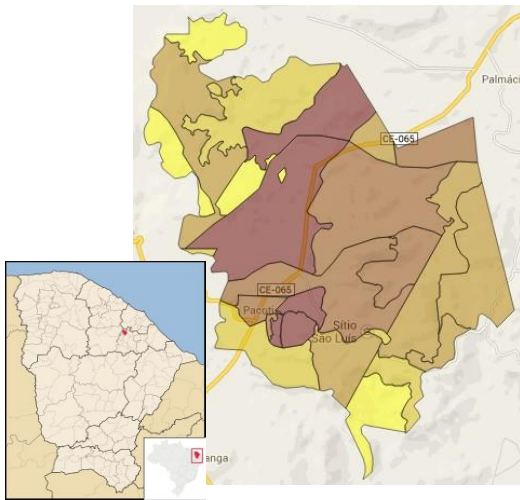 Palmáci
CE-065
CE-065
Pacoti
Sítio
São Luís
anga